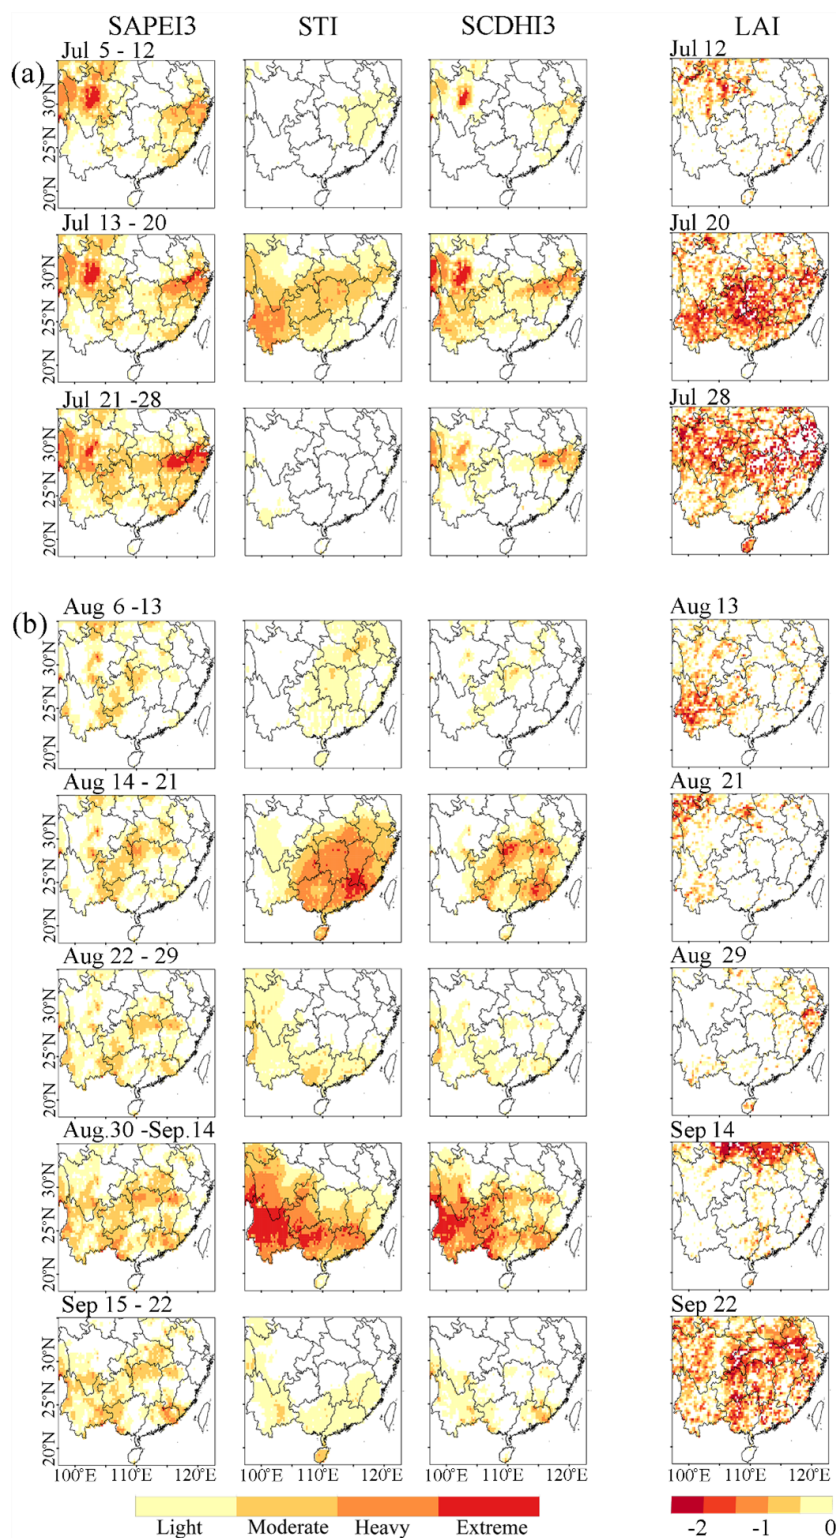 SAPEI3 STI SCDHI3 LAI
Jul 5 - 12 Jul 12
(a)
30°N
25°N
20°N
Jul 13 - 20 Jul 20
30°N
25°N
20°N
Jul 21 -28 Jul 28
30°N
25°N
20°N
(b) Aug 6 -13 Aug 13
30°N
25°N
20°N
Aug 14 - 21 Aug 21
30°N
25°N
20°N
Aug 22 - 29 Aug 29
30°N
25°N
20°N
Aug.30 -Sep.14 Sep 14
30°N
25°N
20°N
Sep 15 - 22 Sep 22
30°N
25°N
20°N
100°E 110°E 120°E 100°E 110°E 120°E 100°E 110°E 120°E 100°E 110°E 120°E
Light Moderate Heavy Extreme -2 -1 0